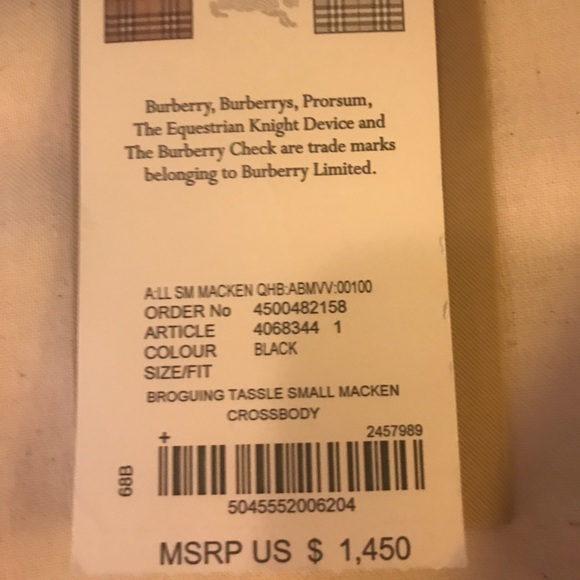 Burberry, Burberrys, Prorsum,
The Equestrian Knight Device and
The Burberry Check are trade marks
belonging to Burberry Limited.
A:LL SM MACKEN QHB:ABMVV:00100
ORDER No 4500482158
ARTICLE 4068344 1
COLOUR BLACK
SIZE/FIT
BROGUING TASSLE SMALL MACKEN
CROSSBODY
+ 2457989
68B
5045552006204
MSRP US $ 1,450